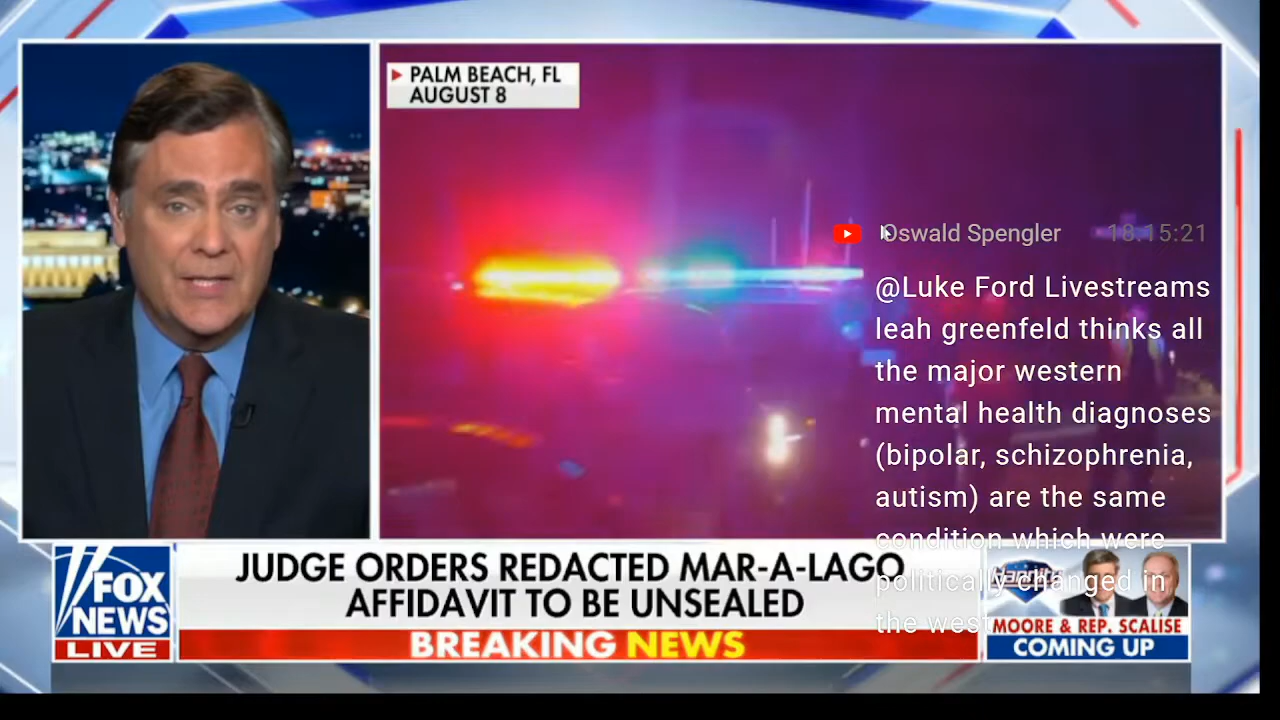 PALM BEACH, FL
AUGUST 8
Oswald Spengler 18:15:21
@Luke Ford Livestreams
leah greenfeld thinks all
the major western
mental health diagnoses
(bipolar, schizophrenia,
autism) are the same
condition which were
politically changed in
the west
JUDGE ORDERS REDACTED MAR-A-LAGO
AFFIDAVIT TO BE UNSEALED
BREAKING NEWS
FOX
NEWS
LIVE
Hannity
MOORE & REP. SCALISE
COMING UP